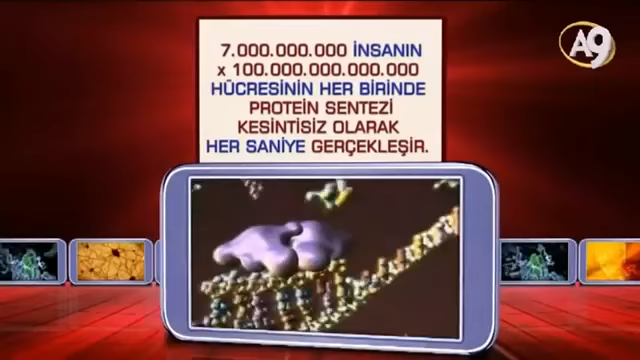 7.000.000.000 İNSANIN
x 100.000.000.000.000
HÜCRESİNİN HER BİRİNDE
PROTEİN SENTEZİ
KESİNTİSİZ OLARAK
HER SANİYE GERÇEKLEŞİR.
A9